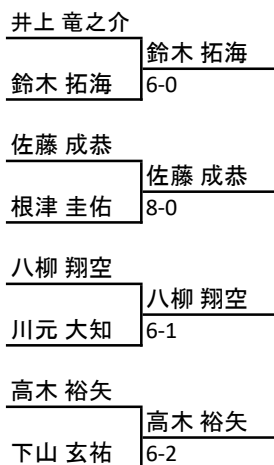 井上 竜之介
鈴木 拓海
鈴木 拓海
6-0
佐藤 成恭
佐藤 成恭
根津 圭佑
8-0
八柳 翔空
八柳 翔空
川元 大知
6-1
高木 裕矢
高木 裕矢
下山 玄祐
6-2